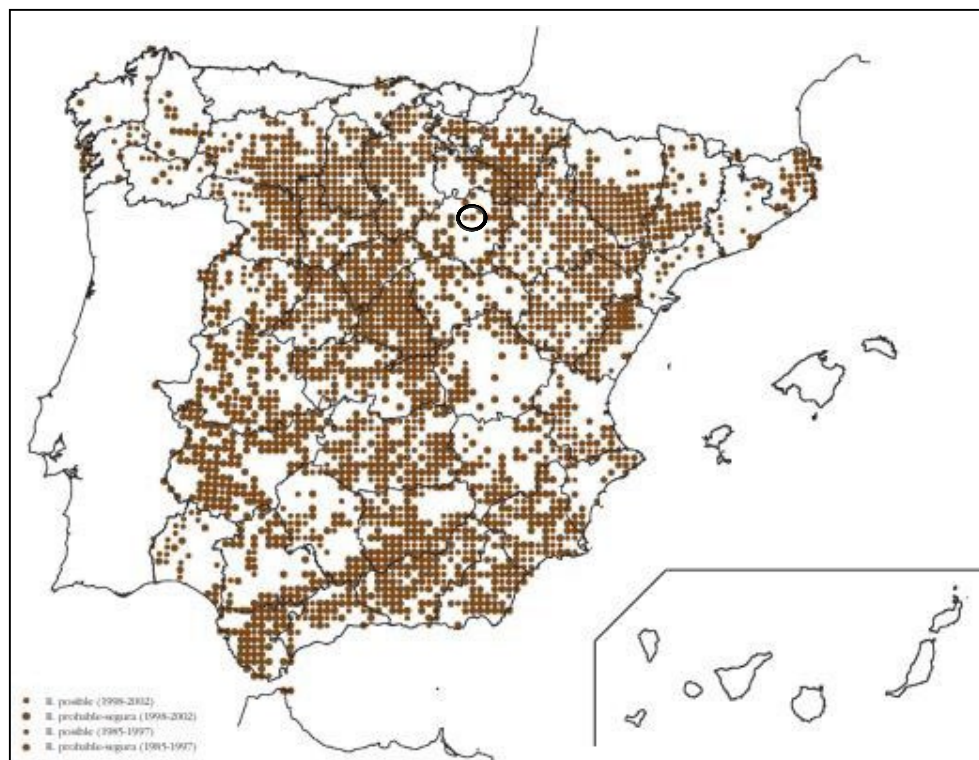 R. posible (1998-2002)
R. probable-segura (1998-2002)
R. posible (1985-1997)
R. probable-segura (1985-1997)